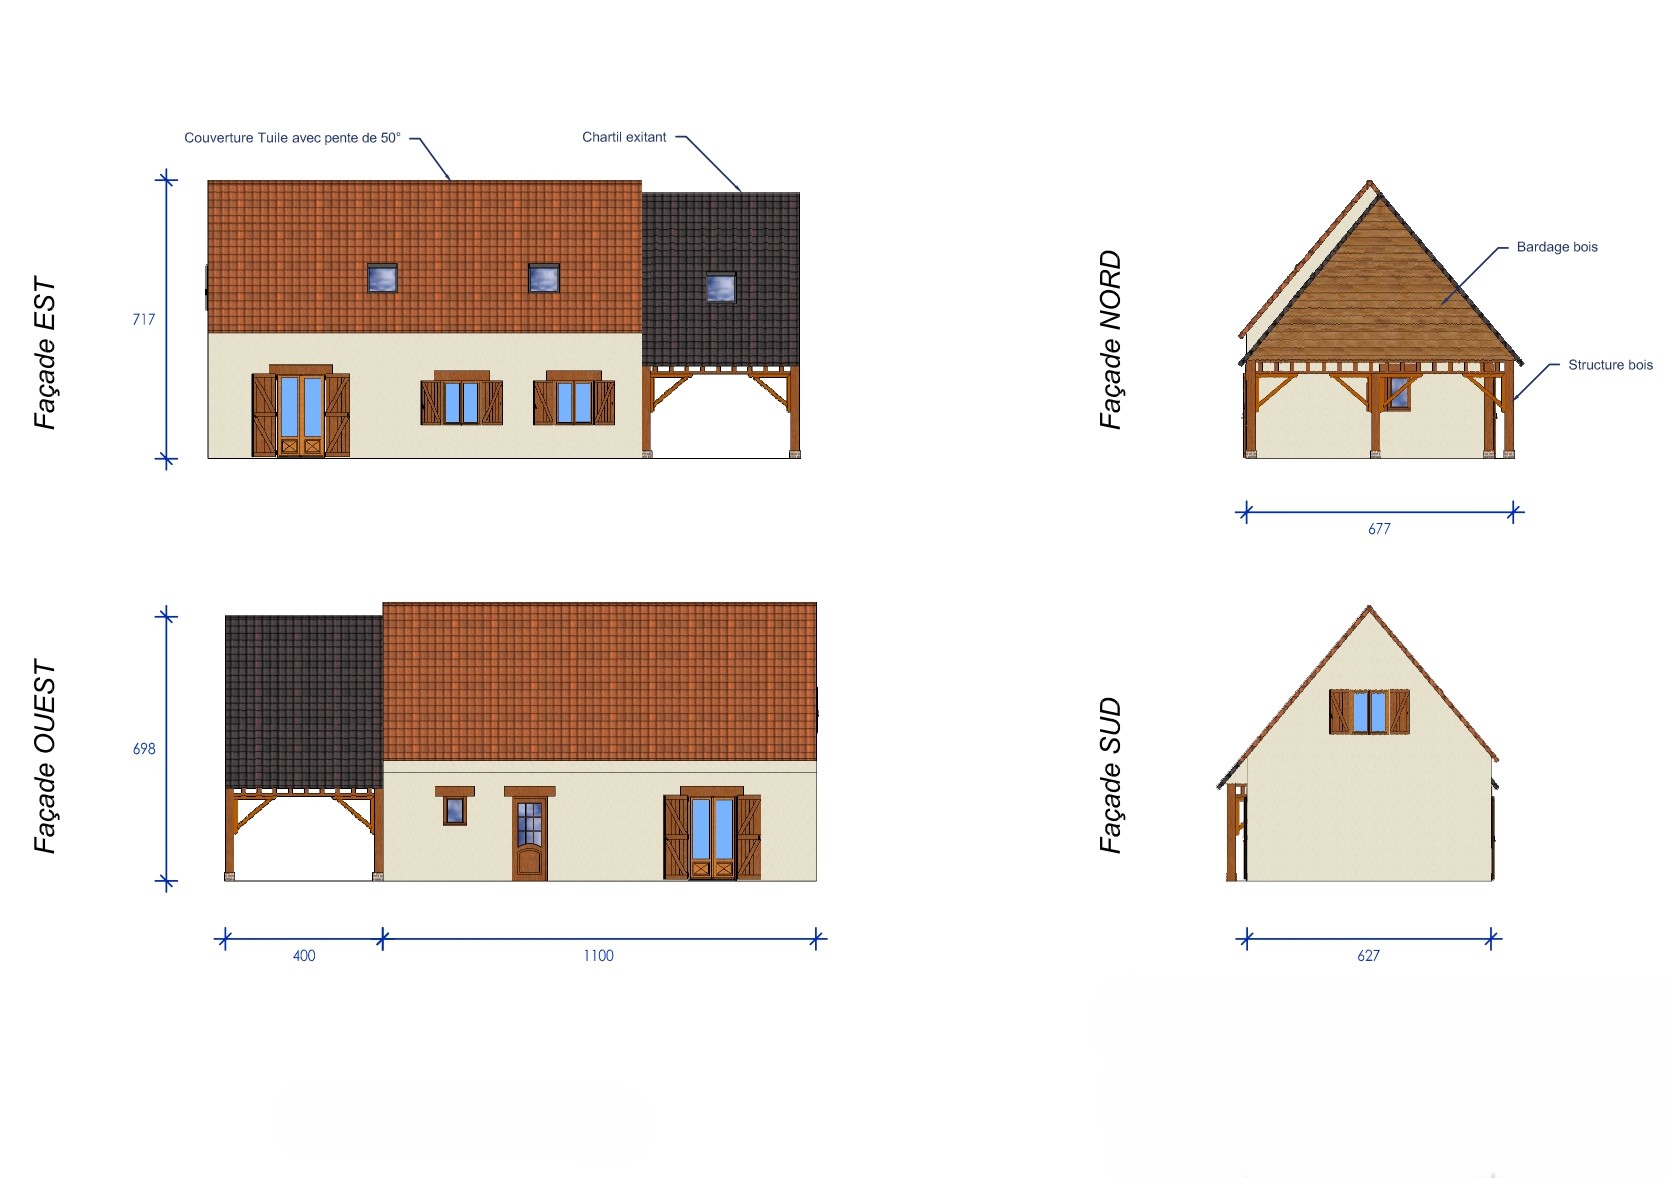 Couverture Tuile avec pente de 50°
Chartil exitant
Façade EST
717
Façade NORD
Bardage bois
Structure bois
677
Façade OUEST
698
400
1100
Façade SUD
627